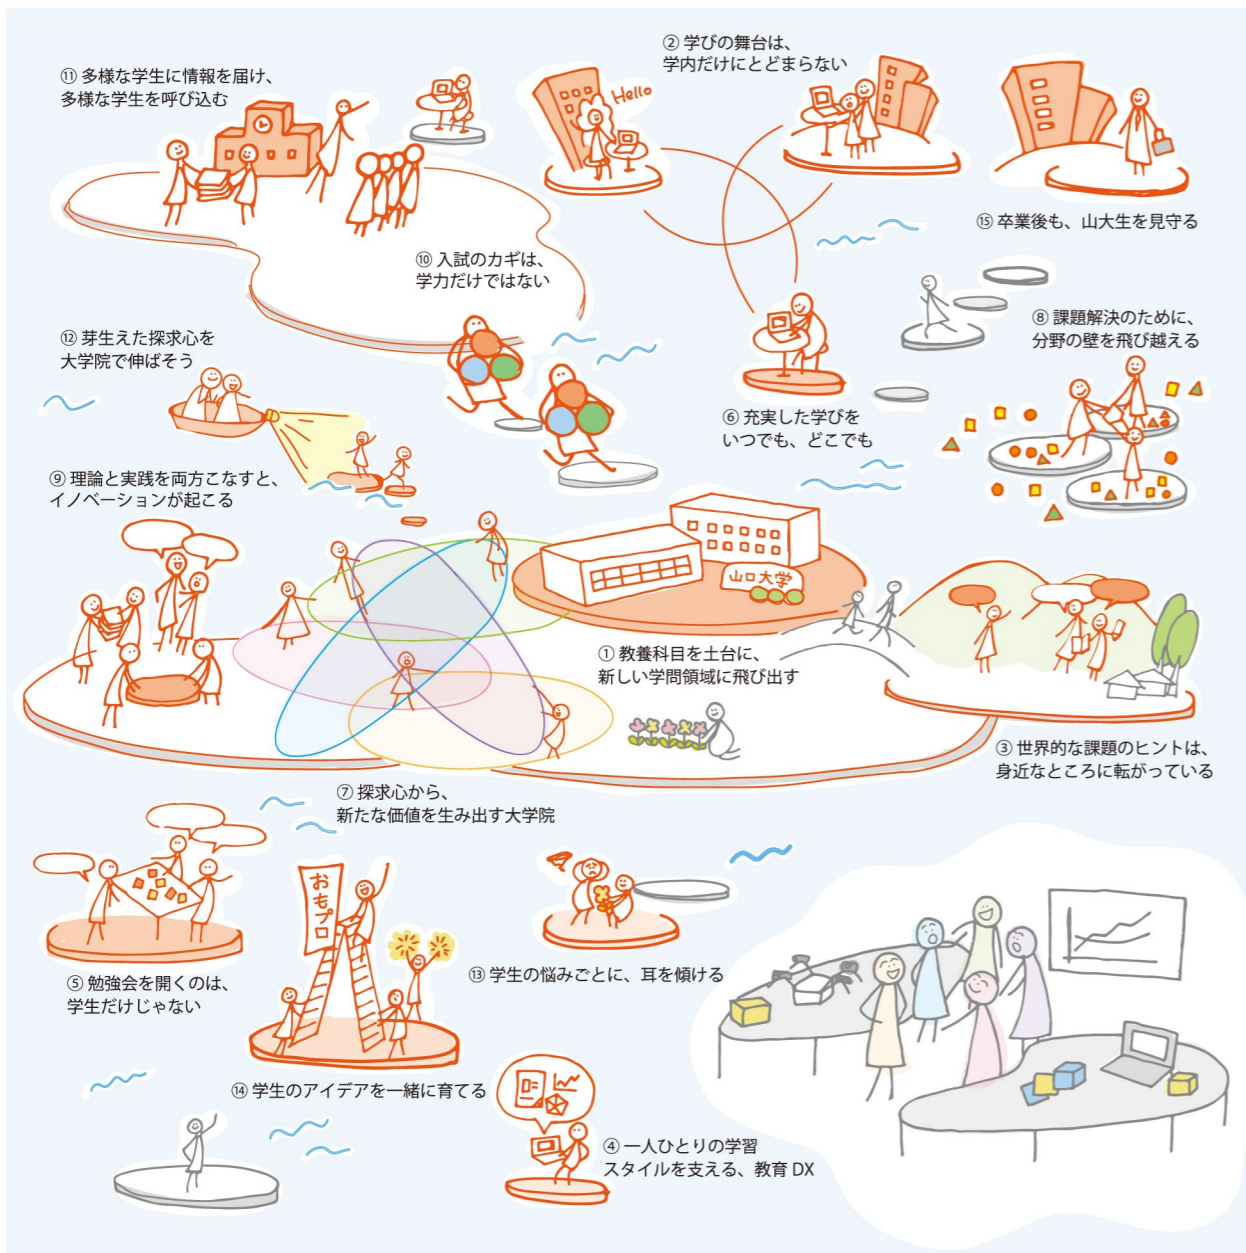 ⑪ 多様な学生に情報を届け、
多様な学生を呼び込む
Hello
② 学びの舞台は、
学内だけにとどまらない
⑮ 卒業後も、山大生を見守る
⑩ 入試のカギは、
学力だけではない
⑫ 芽生えた探求心を
大学院で伸ばそう
⑧ 課題解決のために、
分野の壁を飛び越える
⑥ 充実した学びを
いつでも、どこでも
⑨ 理論と実践を両方こなすと、
イノベーションが起こる
山口大学
① 教養科目を土台に、
新しい学問領域に飛び出す
③ 世界的な課題のヒントは、
身近なところに転がっている
⑦ 探求心から、
新たな価値を生み出す大学院
おもプロ
⑤ 勉強会を開くのは、
学生だけじゃない
⑬ 学生の悩みごとに、耳を傾ける
⑭ 学生のアイデアを一緒に育てる
④ 一人ひとりの学習
スタイルを支える、教育 DX